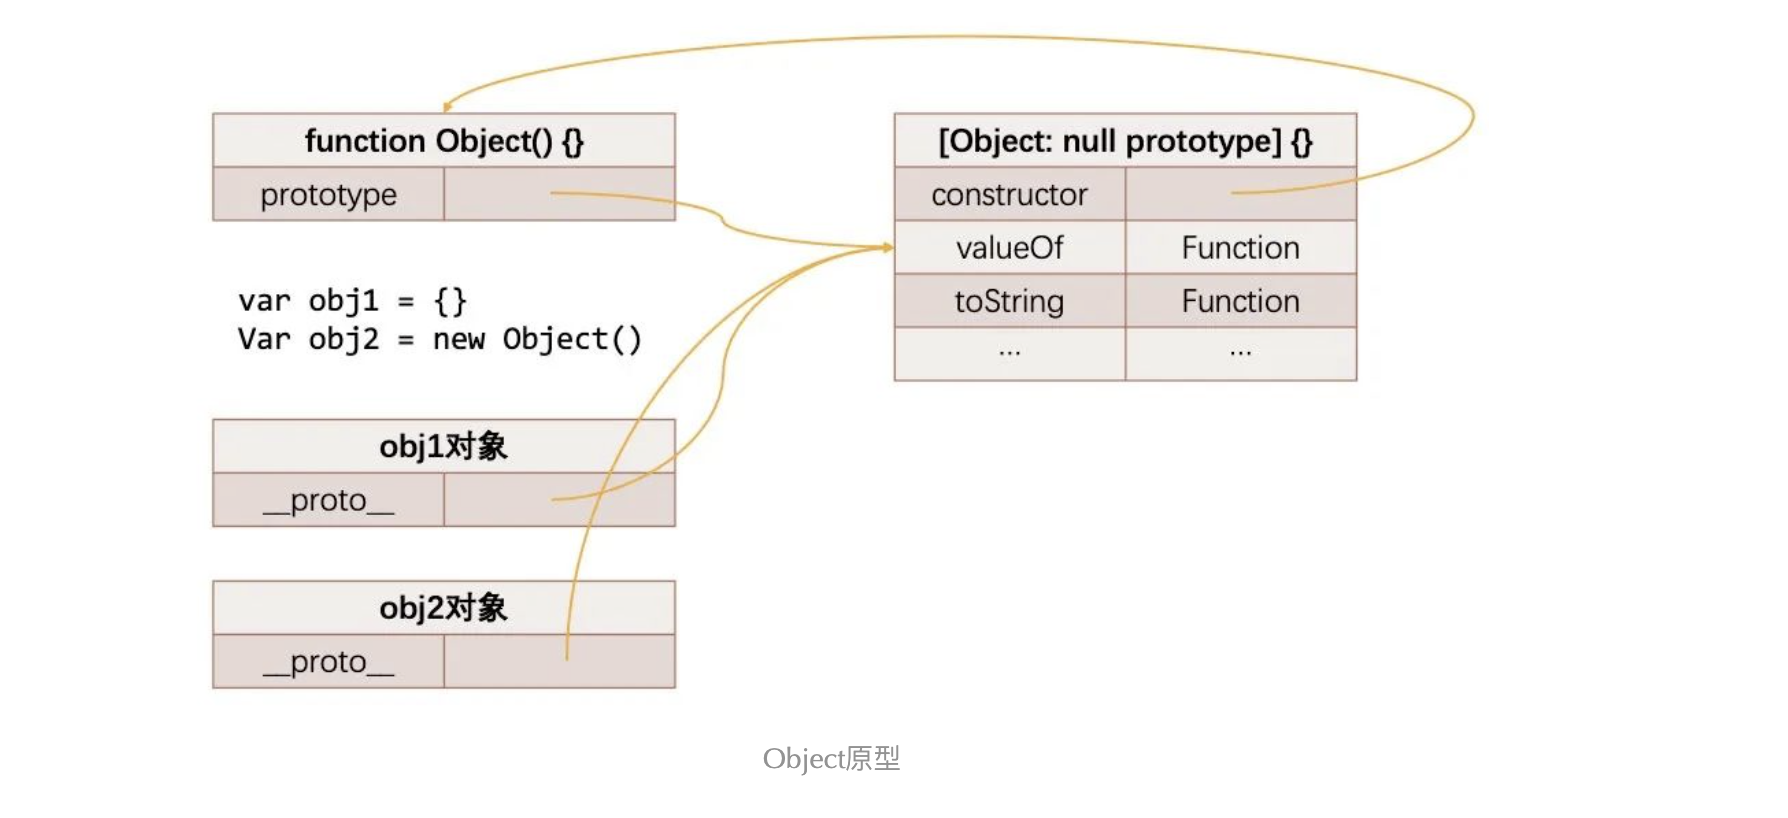 function Object() {}
prototype
[Object: null prototype] {}
constructor
valueOf Function
toString Function
... ...
var obj1 = {}
Var obj2 = new Object()
obj1对象
__proto__
obj2对象
__proto__
Object原型